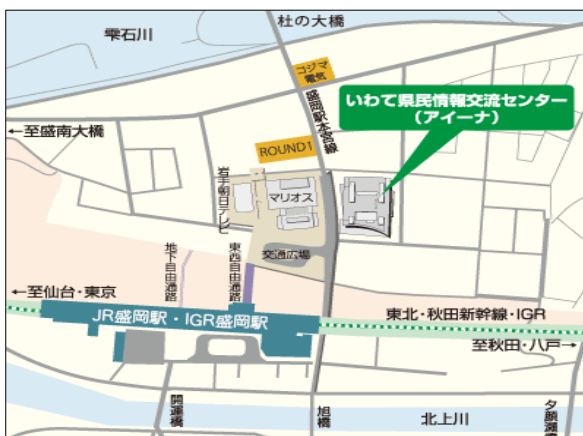 杜の大橋
雫石川
コジマ
電気
盛岡駅本宮線
いわて県民情報交流センター
(アイーナ)
←至盛南大橋
ROUND1
岩手朝日テレビ
マリオス
交通広場
地下自由通路
東西自由通路
←至仙台・東京
JR盛岡駅・IGR盛岡駅
東北・秋田新幹線・IGR
至秋田・八戸→
開運橋
旭橋
北上川
夕顔瀬橋